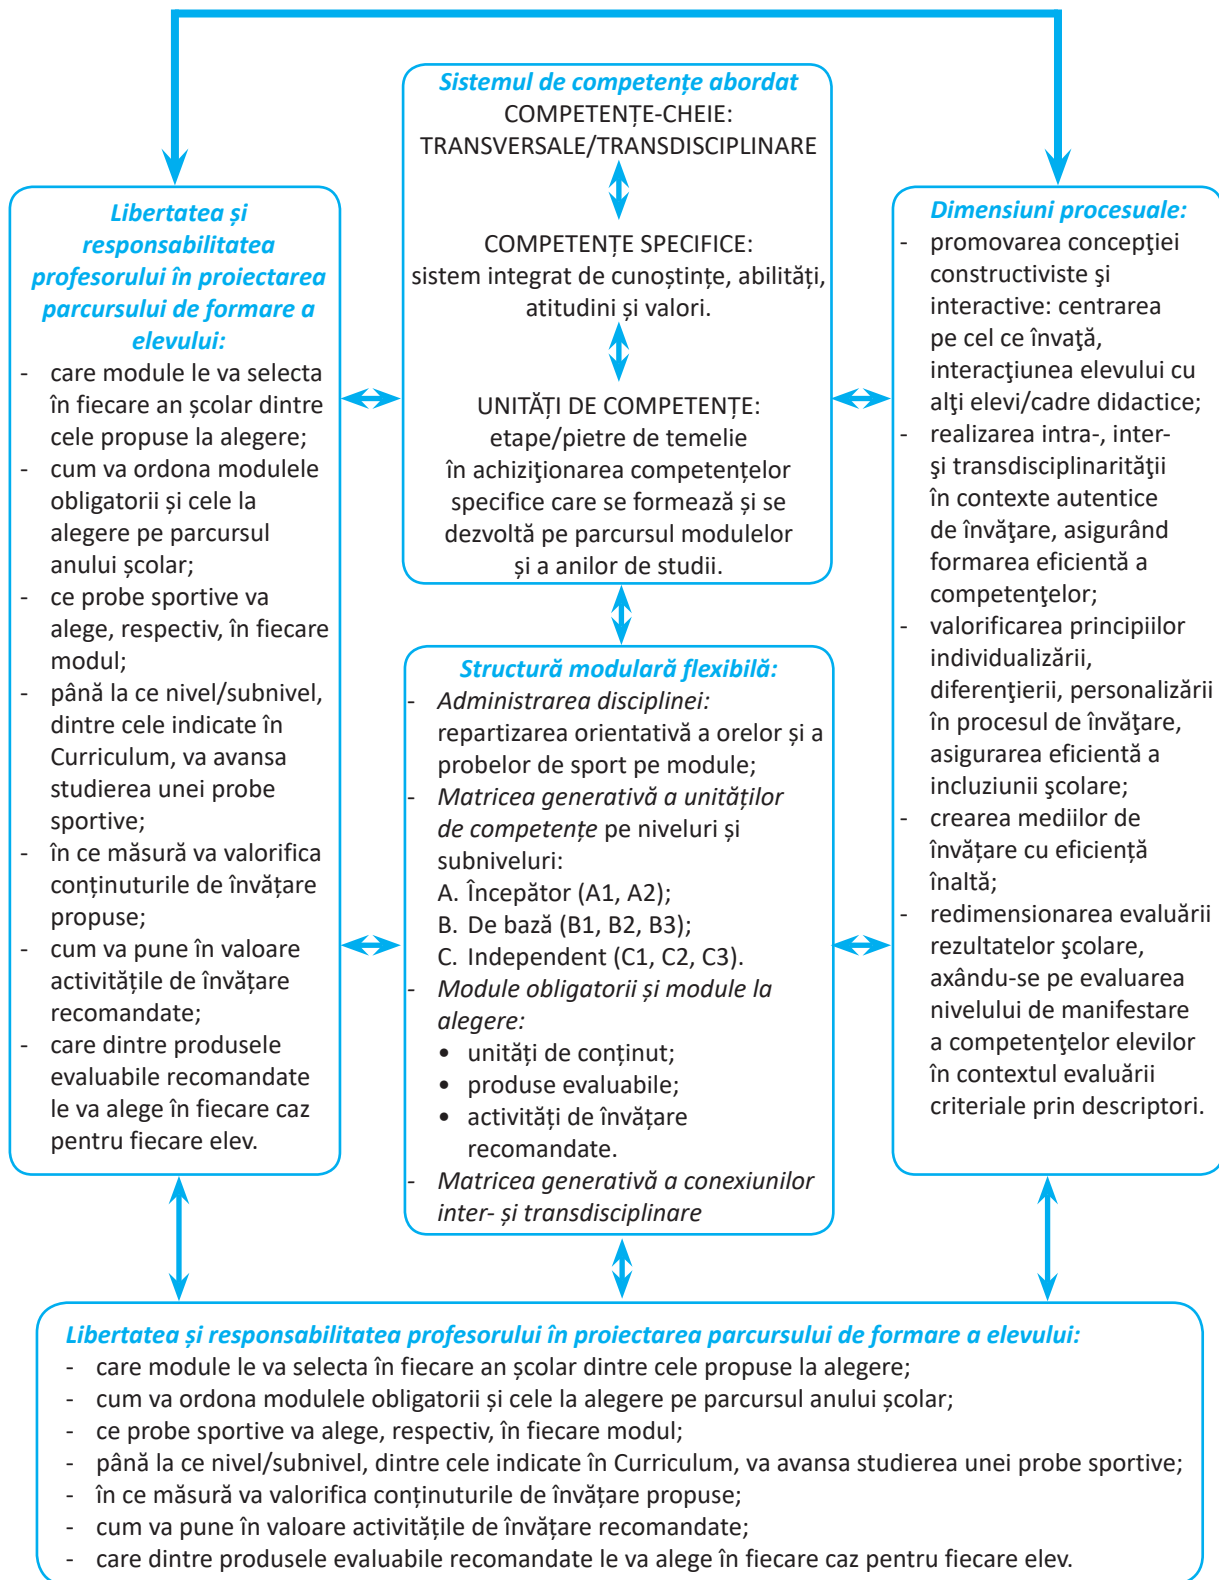 Sistemul de competențe abordat
COMPETENȚE-CHEIE:
TRANSVERSALE/TRANSDISCIPLINARE
COMPETENȚE SPECIFICE:
sistem integrat de cunoștințe, abilități,
atitudini și valori.
UNITĂȚI DE COMPETENȚE:
etape/pietre de temelie
în achiziţionarea competențelor
specifice care se formează și se
dezvoltă pe parcursul modulelor
și a anilor de studii.
Libertatea și
responsabilitatea
profesorului în proiectarea
parcursului de formare a
elevului:
- care module le va selecta
în fiecare an școlar dintre
cele propuse la alegere;
- cum va ordona modulele
obligatorii și cele la
alegere pe parcursul
anului școlar;
- ce probe sportive va
alege, respectiv, în fiecare
modul;
- până la ce nivel/subnivel,
dintre cele indicate în
Curriculum, va avansa
studierea unei probe
sportive;
- în ce măsură va valorifica
conținuturile de învățare
propuse;
- cum va pune în valoare
activitățile de învățare
recomandate;
- care dintre produsele
evaluabile recomandate
le va alege în fiecare caz
pentru fiecare elev.
Structură modulară flexibilă:
- Administrarea disciplinei:
repartizarea orientativă a orelor și a
probelor de sport pe module;
- Matricea generativă a unităților
de competențe pe niveluri și
subniveluri:
A. Începător (A1, A2);
B. De bază (B1, B2, B3);
C. Independent (C1, C2, C3).
- Module obligatorii și module la
alegere:
• unități de conținut;
• produse evaluabile;
• activități de învățare
recomandate.
- Matricea generativă a conexiunilor
inter- și transdisciplinare
Dimensiuni procesuale:
- promovarea concepţiei
constructiviste şi
interactive: centrarea
pe cel ce învaţă,
interacţiunea elevului cu
alţi elevi/cadre didactice;
- realizarea intra-, inter-
şi transdisciplinarităţii
în contexte autentice
de învăţare, asigurând
formarea eficientă a
competenţelor;
- valorificarea principiilor
individualizării,
diferenţierii, personalizării
în procesul de învăţare,
asigurarea eficientă a
incluziunii şcolare;
- crearea mediilor de
învățare cu eficiență
înaltă;
- redimensionarea evaluării
rezultatelor şcolare,
axându-se pe evaluarea
nivelului de manifestare
a competenţelor elevilor
în contextul evaluării
criteriale prin descriptori.
Libertatea și responsabilitatea profesorului în proiectarea parcursului de formare a elevului:
- care module le va selecta în fiecare an școlar dintre cele propuse la alegere;
- cum va ordona modulele obligatorii și cele la alegere pe parcursul anului școlar;
- ce probe sportive va alege, respectiv, în fiecare modul;
- până la ce nivel/subnivel, dintre cele indicate în Curriculum, va avansa studierea unei probe sportive;
- în ce măsură va valorifica conținuturile de învățare propuse;
- cum va pune în valoare activitățile de învățare recomandate;
- care dintre produsele evaluabile recomandate le va alege în fiecare caz pentru fiecare elev.